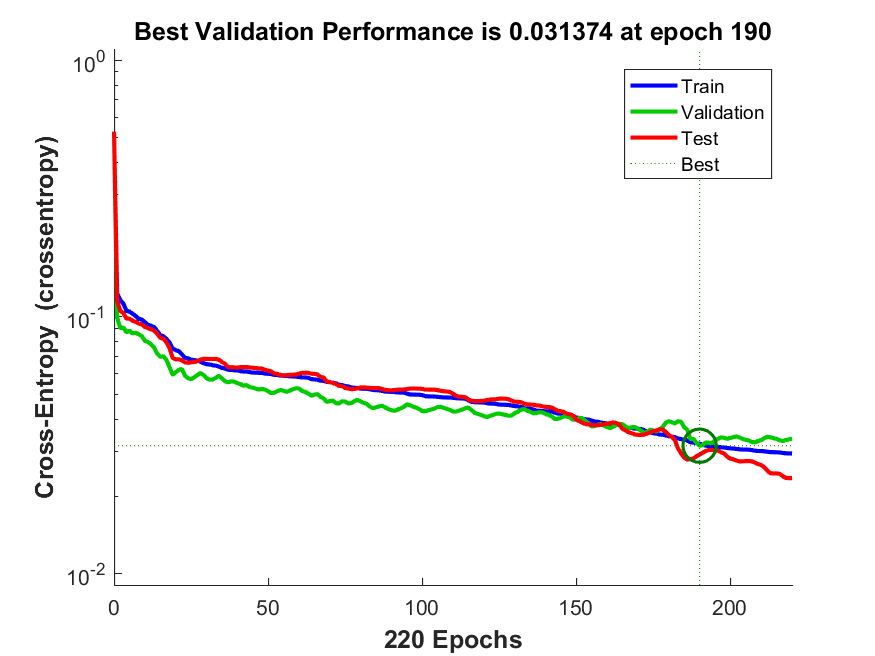 Best Validation Performance is 0.031374 at epoch 190
10^0
10^-1
10^-2
Cross-Entropy (crossentropy)
Train
Validation
Test
Best
0 50 100 150 200
220 Epochs